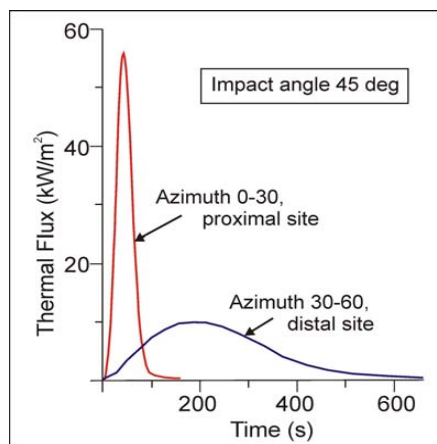 60
Impact angle 45 deg
40
Thermal Flux (kW/m²)
Azimuth 0-30,
proximal site
20
Azimuth 30-60,
distal site
0
200
400
600
Time (s)